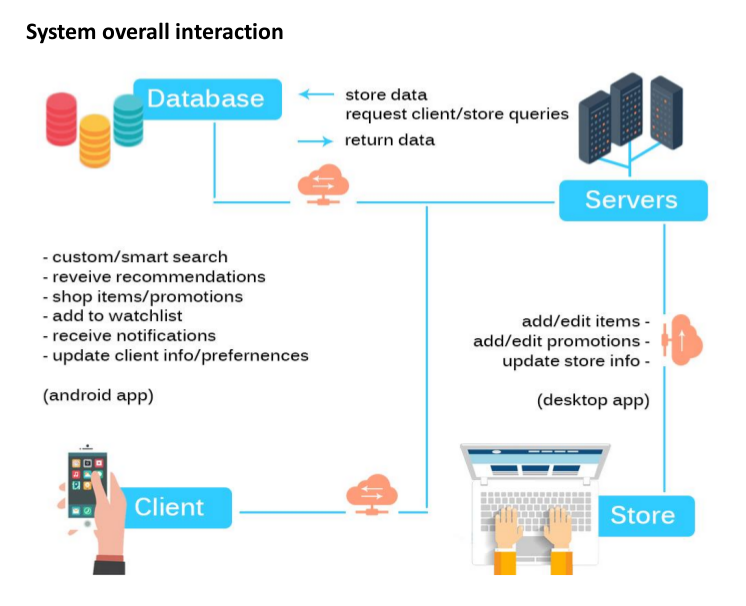 System overall interaction
Database
store data
request client/store queries
return data
Servers
- custom/smart search
- reveive recommendations
- shop items/promotions
- add to watchlist
- receive notifications
- update client info/prefernences
(android app)
add/edit items -
add/edit promotions -
update store info -
(desktop app)
Client
Store